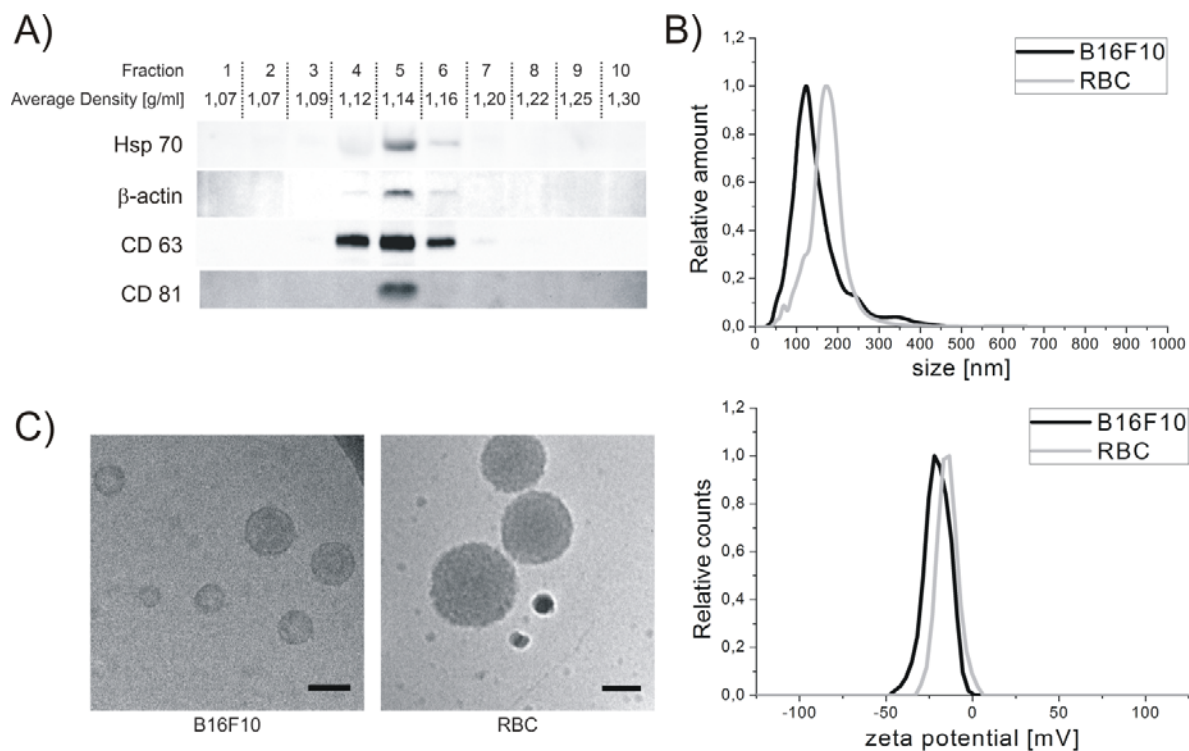 A)
Fraction 1 2 3 4 5 6 7 8 9 10
Average Density [g/ml] 1,07 1,07 1,09 1,12 1,14 1,16 1,20 1,22 1,25 1,30
Hsp 70
β-actin
CD 63
CD 81
B)
1,2
1,0
0,8
0,6
0,4
0,2
0,0
Relative amount
B16F10
RBC
0 100 200 300 400 500 600 700 800 900 1000
size [nm]
1,2
1,0
0,8
0,6
0,4
0,2
0,0
Relative counts
B16F10
RBC
-100 -50 0 50 100
zeta potential [mV]
C)
B16F10
RBC